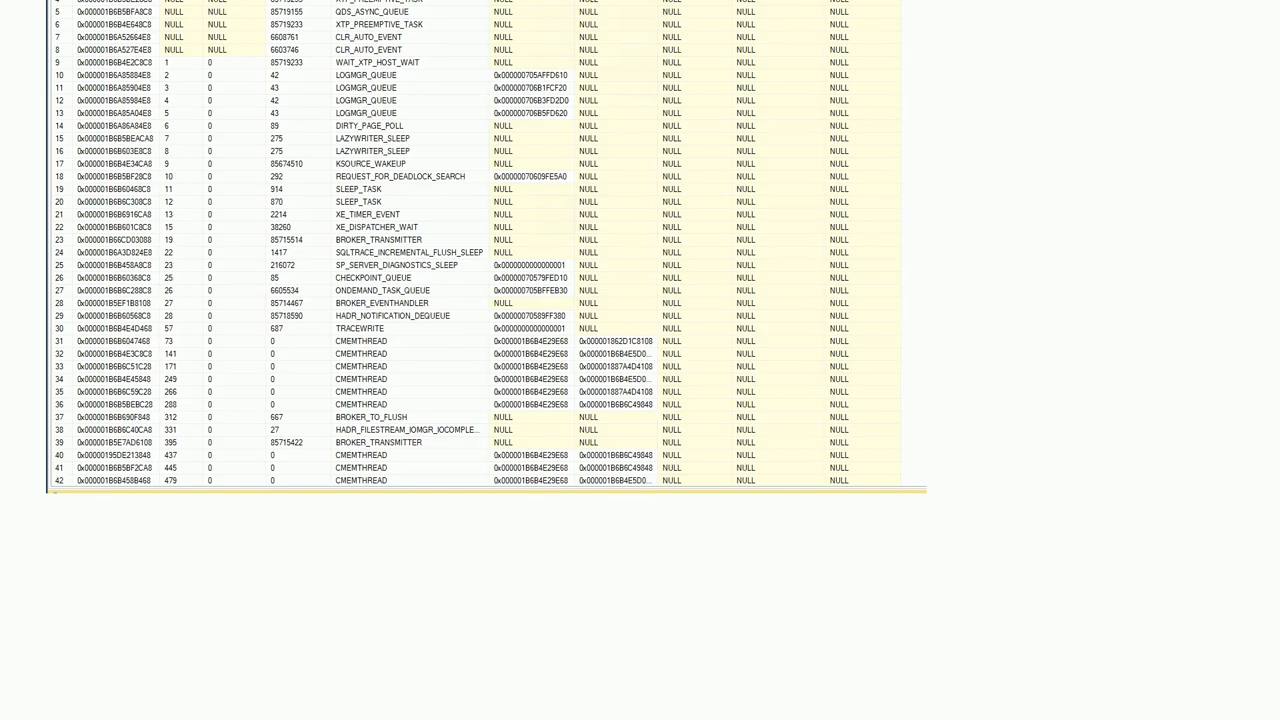 5 0x000001B6B5BFA8C8 NULL NULL 85719155 QDS_ASYNC_QUEUE NULL NULL NULL NULL NULL
6 0x000001B6B4E648C8 NULL NULL 85719233 XTP_PREEMPTIVE_TASK NULL NULL NULL NULL NULL
7 0x000001B6A52664E8 NULL NULL 6608761 CLR_AUTO_EVENT NULL NULL NULL NULL NULL
8 0x000001B6A527E4E8 NULL NULL 6603746 CLR_AUTO_EVENT NULL NULL NULL NULL NULL
9 0x000001B6B4E2C8C8 1 0 85719233 WAIT_XTP_HOST_WAIT NULL NULL NULL NULL NULL
10 0x000001B6A85884E8 2 0 42 LOGMGR_QUEUE 0x000000705AFFD610 NULL NULL NULL NULL
11 0x000001B6A85904E8 3 0 43 LOGMGR_QUEUE 0x000000706B1FCF20 NULL NULL NULL NULL
12 0x000001B6A85984E8 4 0 42 LOGMGR_QUEUE 0x000000706B3FD2D0 NULL NULL NULL NULL
13 0x000001B6A85A04E8 5 0 43 LOGMGR_QUEUE 0x000000706B5FD620 NULL NULL NULL NULL
14 0x000001B6A86A84E8 6 0 89 DIRTY_PAGE_POLL NULL NULL NULL NULL NULL
15 0x000001B6B5BEACA8 7 0 275 LAZYWRITER_SLEEP NULL NULL NULL NULL NULL
16 0x000001B6B603E8C8 8 0 275 LAZYWRITER_SLEEP NULL NULL NULL NULL NULL
17 0x000001B6B4E34CA8 9 0 85674510 KSOURCE_WAKEUP NULL NULL NULL NULL NULL
18 0x000001B6B5BF28C8 10 0 292 REQUEST_FOR_DEADLOCK_SEARCH 0x00000070609FE5A0 NULL NULL NULL NULL
19 0x000001B6B60468C8 11 0 914 SLEEP_TASK NULL NULL NULL NULL NULL
20 0x000001B6B6C308C8 12 0 870 SLEEP_TASK NULL NULL NULL NULL NULL
21 0x000001B6B6916CA8 13 0 2214 XE_TIMER_EVENT NULL NULL NULL NULL NULL
22 0x000001B6B601C8C8 15 0 38260 XE_DISPATCHER_WAIT NULL NULL NULL NULL NULL
23 0x000001B66CD03088 19 0 85715514 BROKER_TRANSMITTER NULL NULL NULL NULL NULL
24 0x000001B6A3D824E8 22 0 1417 SQLTRACE_INCREMENTAL_FLUSH_SLEEP NULL NULL NULL NULL NULL
25 0x000001B6B458A8C8 23 0 216072 SP_SERVER_DIAGNOSTICS_SLEEP 0x0000000000000001 NULL NULL NULL NULL
26 0x000001B6B60368C8 25 0 85 CHECKPOINT_QUEUE 0x00000070579FED10 NULL NULL NULL NULL
27 0x000001B6B6C288C8 26 0 6605534 ONDEMAND_TASK_QUEUE 0x000000705BFFEB30 NULL NULL NULL NULL
28 0x000001B5EF1B8108 27 0 85714467 BROKER_EVENTHANDLER NULL NULL NULL NULL NULL
29 0x000001B6B60568C8 28 0 85718590 HADR_NOTIFICATION_DEQUEUE 0x00000070589FF380 NULL NULL NULL NULL
30 0x000001B6B4E4D468 57 0 687 TRACEWRITE 0x0000000000000001 NULL NULL NULL NULL
31 0x000001B6B6047468 73 0 0 CMEMTHREAD 0x000001B6B4E29E68 0x000001862D1C8108 NULL NULL NULL
32 0x000001B6B4E3C8C8 141 0 0 CMEMTHREAD 0x000001B6B4E29E68 0x000001B6B4E5D0... NULL NULL NULL
33 0x000001B6B6C51C28 171 0 0 CMEMTHREAD 0x000001B6B4E29E68 0x000001887A4D4108 NULL NULL NULL
34 0x000001B6B4E45848 249 0 0 CMEMTHREAD 0x000001B6B4E29E68 0x000001B6B4E5D0... NULL NULL NULL
35 0x000001B6B6C59C28 266 0 0 CMEMTHREAD 0x000001B6B4E29E68 0x000001887A4D4108 NULL NULL NULL
36 0x000001B6B5BEBC28 288 0 0 CMEMTHREAD 0x000001B6B4E29E68 0x000001B6B6C49848 NULL NULL NULL
37 0x000001B6B690F848 312 0 667 BROKER_TO_FLUSH NULL NULL NULL NULL NULL
38 0x000001B6B6C40CA8 331 0 27 HADR_FILESTREAM_IOMGR_IOCOMPLE... NULL NULL NULL NULL NULL
39 0x000001B5E7AD6108 395 0 85715422 BROKER_TRANSMITTER NULL NULL NULL NULL NULL
40 0x00000195DE213848 437 0 0 CMEMTHREAD 0x000001B6B4E29E68 0x000001B6B6C49848 NULL NULL NULL
41 0x000001B6B5BF2CA8 445 0 0 CMEMTHREAD 0x000001B6B4E29E68 0x000001B6B6C49848 NULL NULL NULL
42 0x000001B6B458B468 479 0 0 CMEMTHREAD 0x000001B6B4E29E68 0x000001B6B4E5D0... NULL NULL NULL